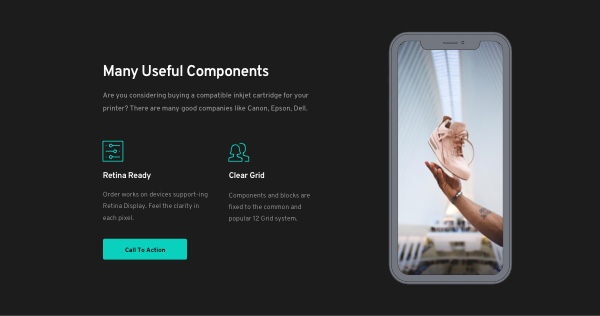 Many Useful Components
Are you considering buying a compatible inkjet cartridge for your
printer? There are many good companies like Canon, Epson, Dell.
Retina Ready
Order works on devices support-ing
Retina Display. Feel the clarity in
each pixel.
Clear Grid
Components and blocks are
fixed to the common and
popular 12 Grid system.
Call To Action